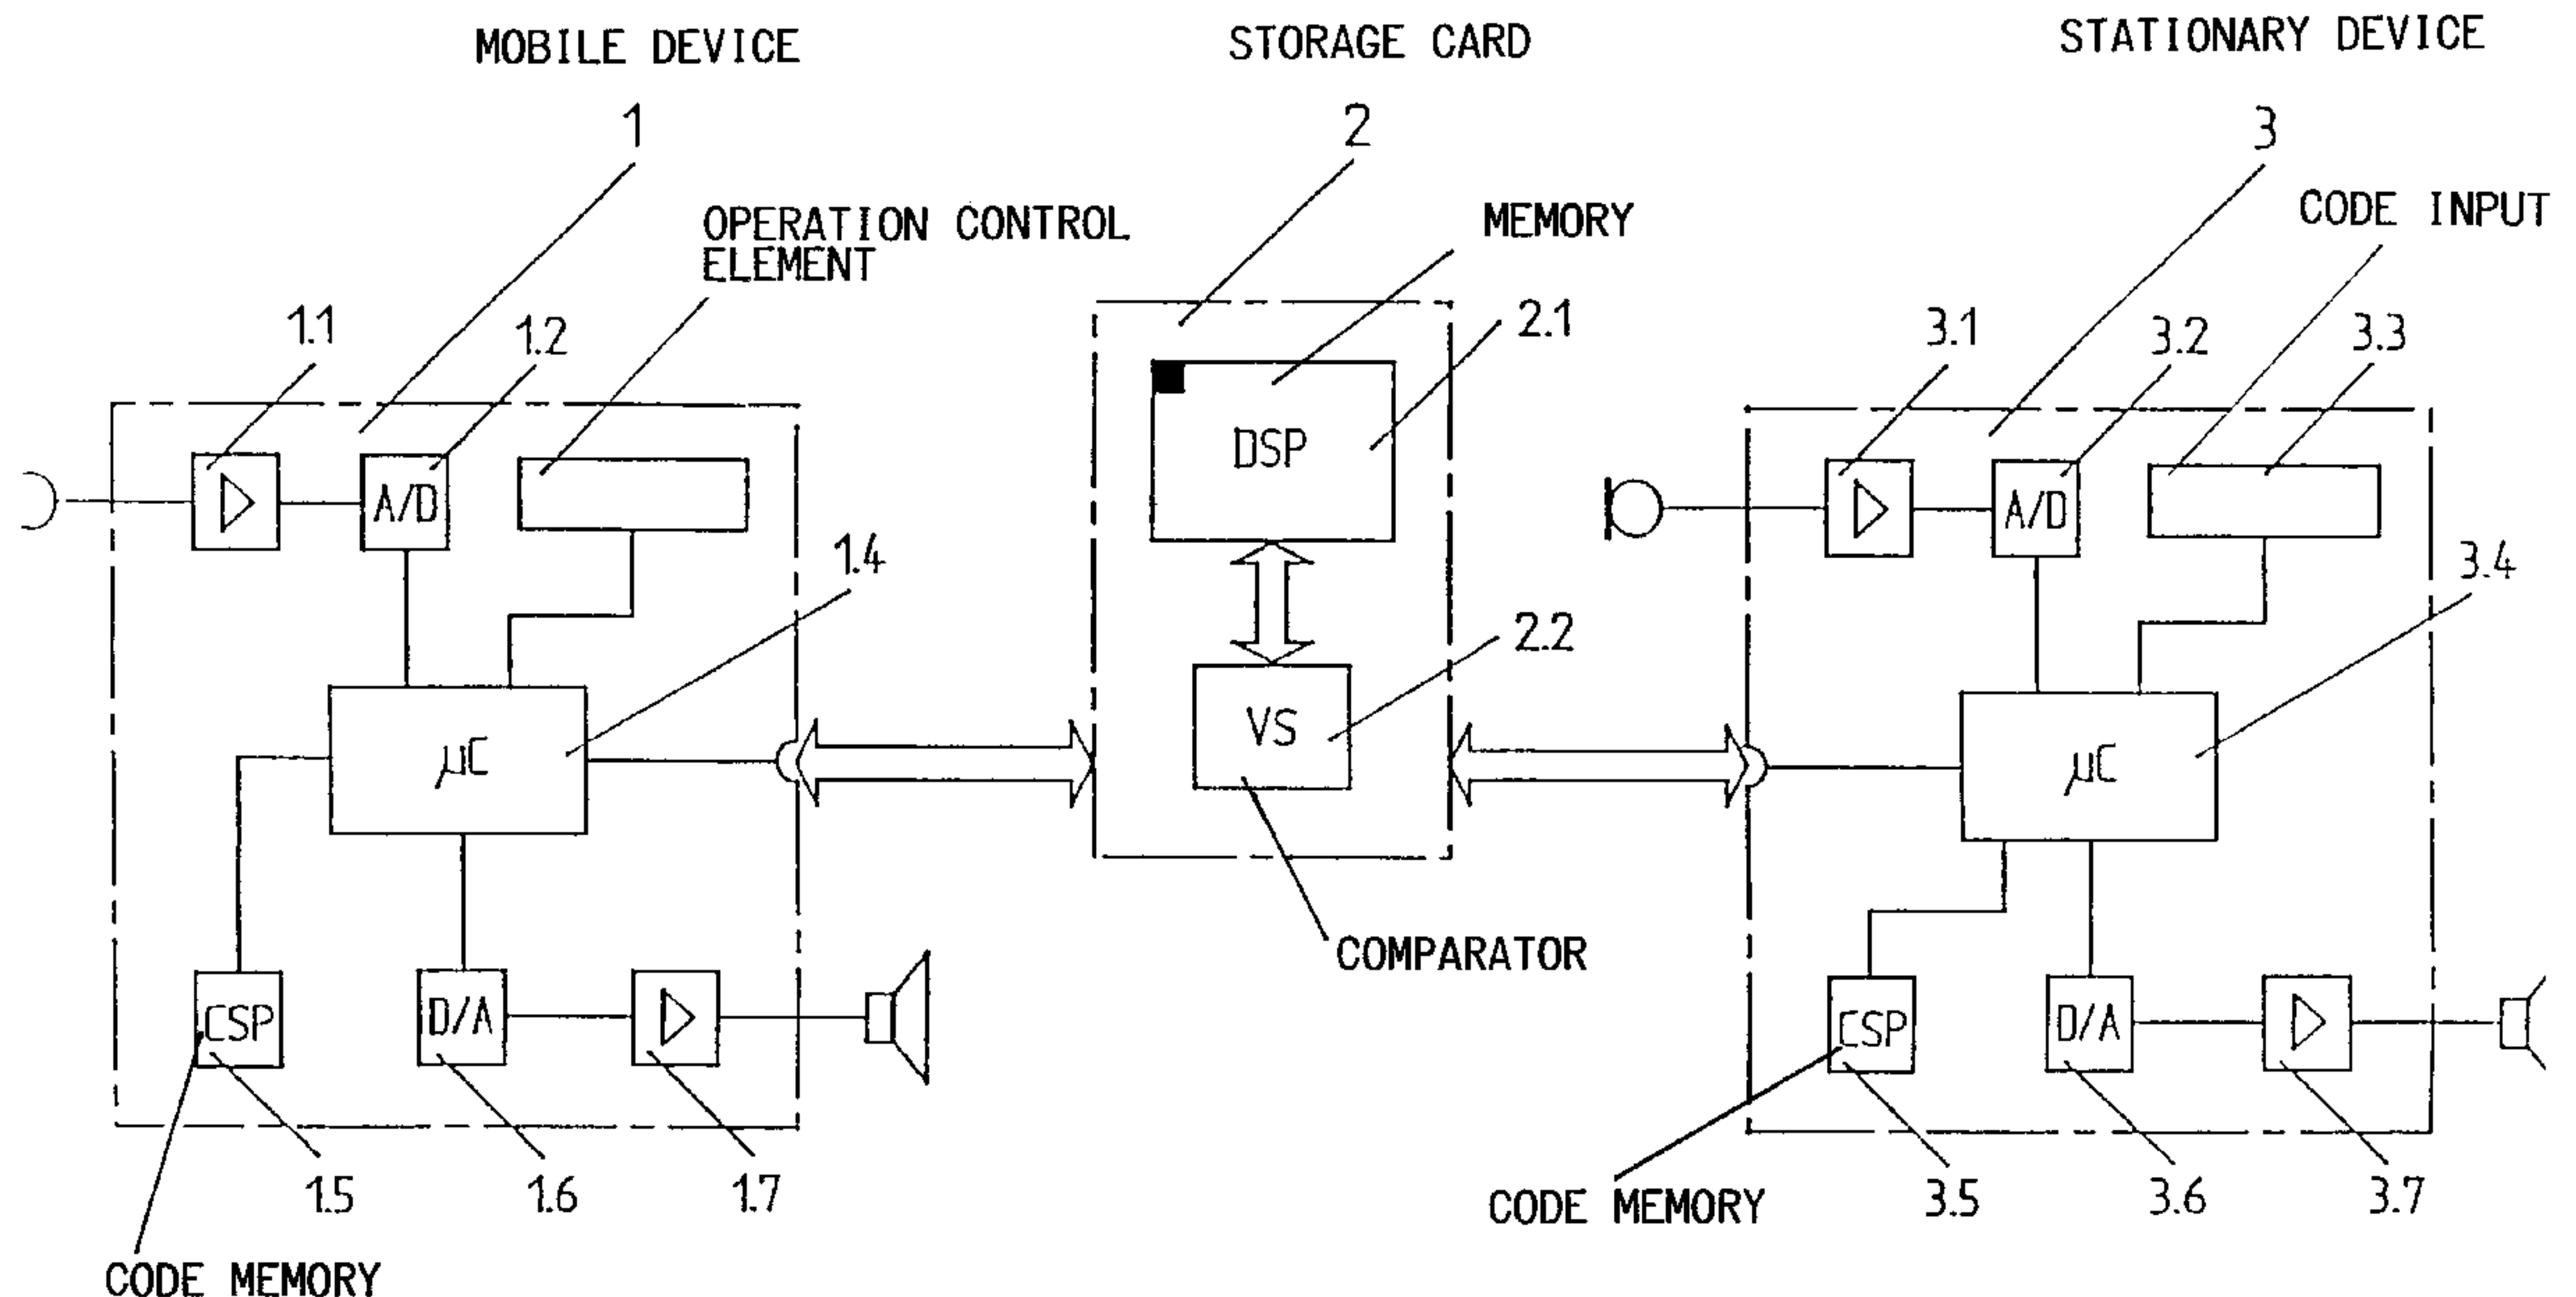 MOBILE DEVICE
STORAGE CARD
STATIONARY DEVICE
1
2
3
OPERATION CONTROL
ELEMENT
MEMORY
CODE INPUT
1.1
1.2
2.1
3.1
3.2
3.3
A/D
DSP
A/D
1.4
3.4
2.2
µC
VS
µC
COMPARATOR
CSP
D/A
CSP
D/A
1.5
1.6
1.7
CODE MEMORY
3.5
3.6
3.7
CODE MEMORY